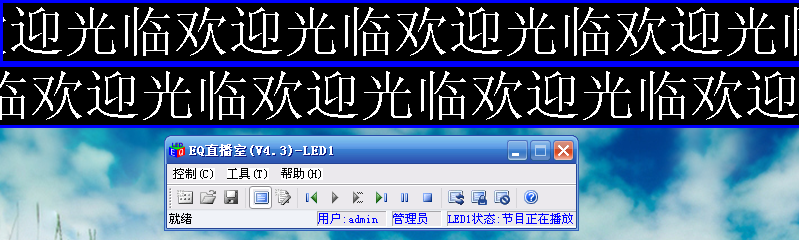 迎光临欢迎光临欢迎光临欢迎光
临欢迎光临欢迎光临欢迎光临欢迎
EQ直播室(V4.3)-LED1
控制(C) 工具(T) 帮助(H)
就绪 用户:admin 管理员 LED1状态:节目正在播放